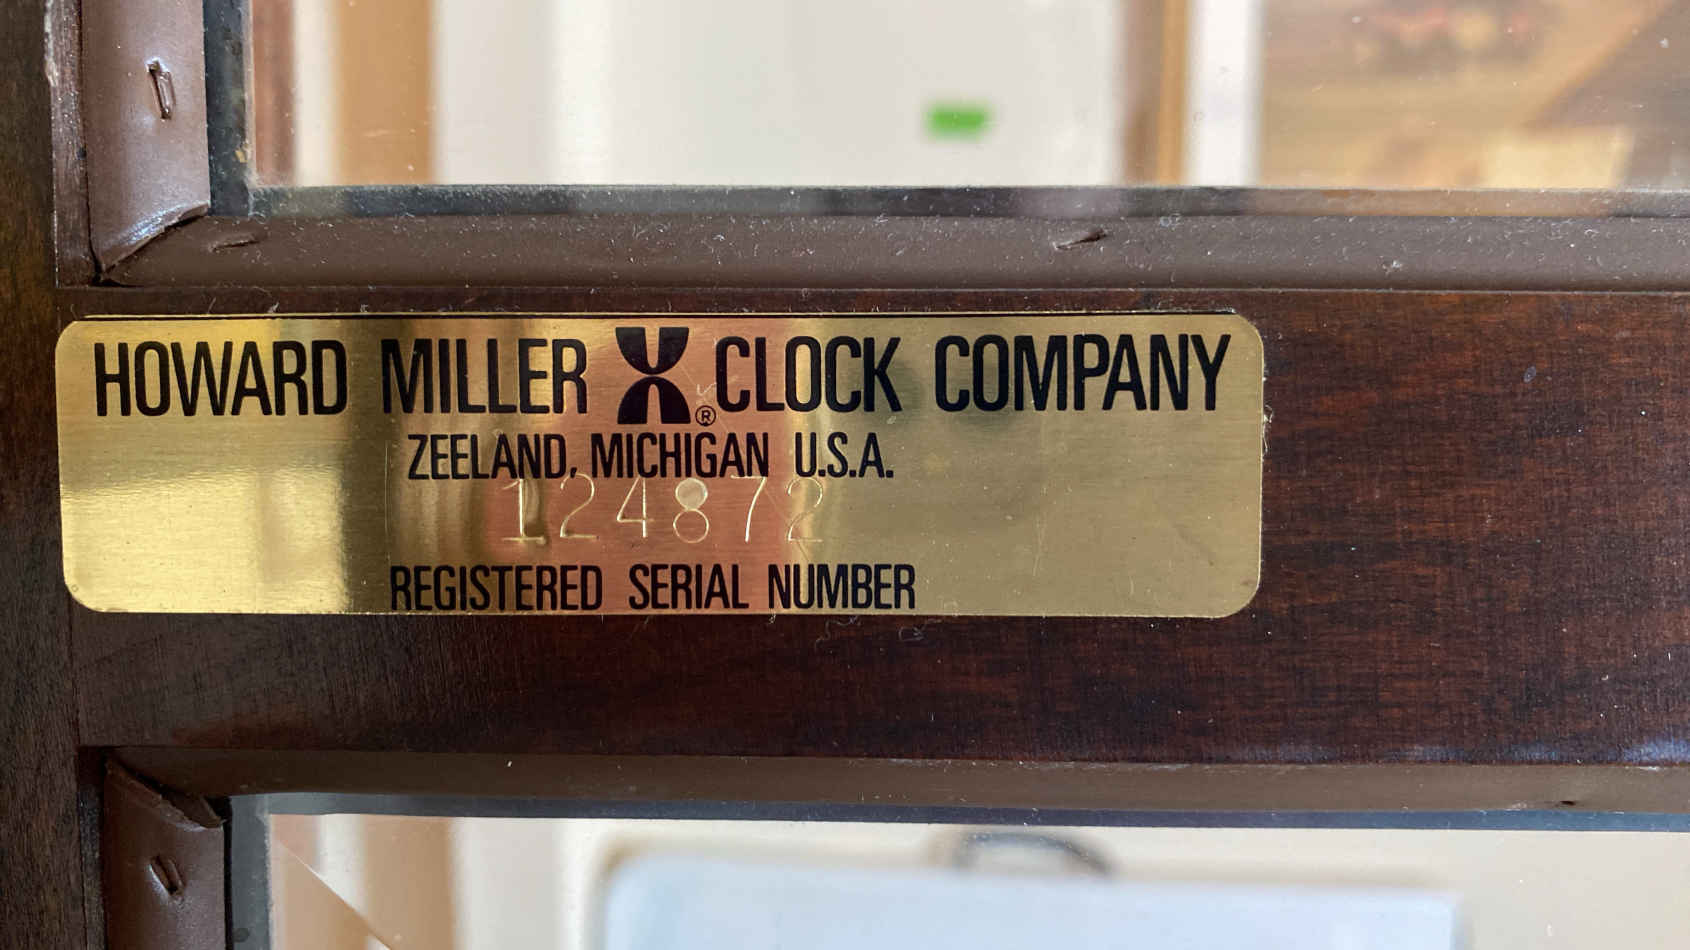 HOWARD MILLER ® CLOCK COMPANY
ZEELAND, MICHIGAN U.S.A.
124872
REGISTERED SERIAL NUMBER